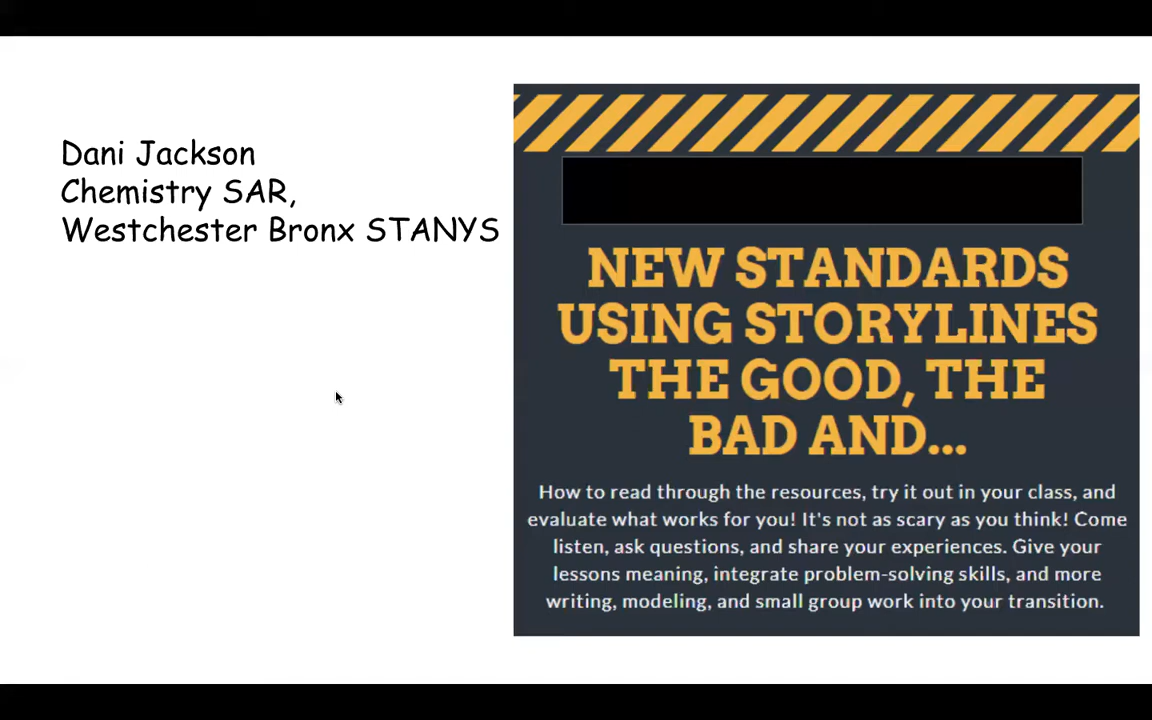 Dani Jackson
Chemistry SAR,
Westchester Bronx STANYS
NEW STANDARDS
USING STORYLINES
THE GOOD, THE
BAD AND...
How to read through the resources, try it out in your class, and
evaluate what works for you! It's not as scary as you think! Come
listen, ask questions, and share your experiences. Give your
lessons meaning, integrate problem-solving skills, and more
writing, modeling, and small group work into your transition.